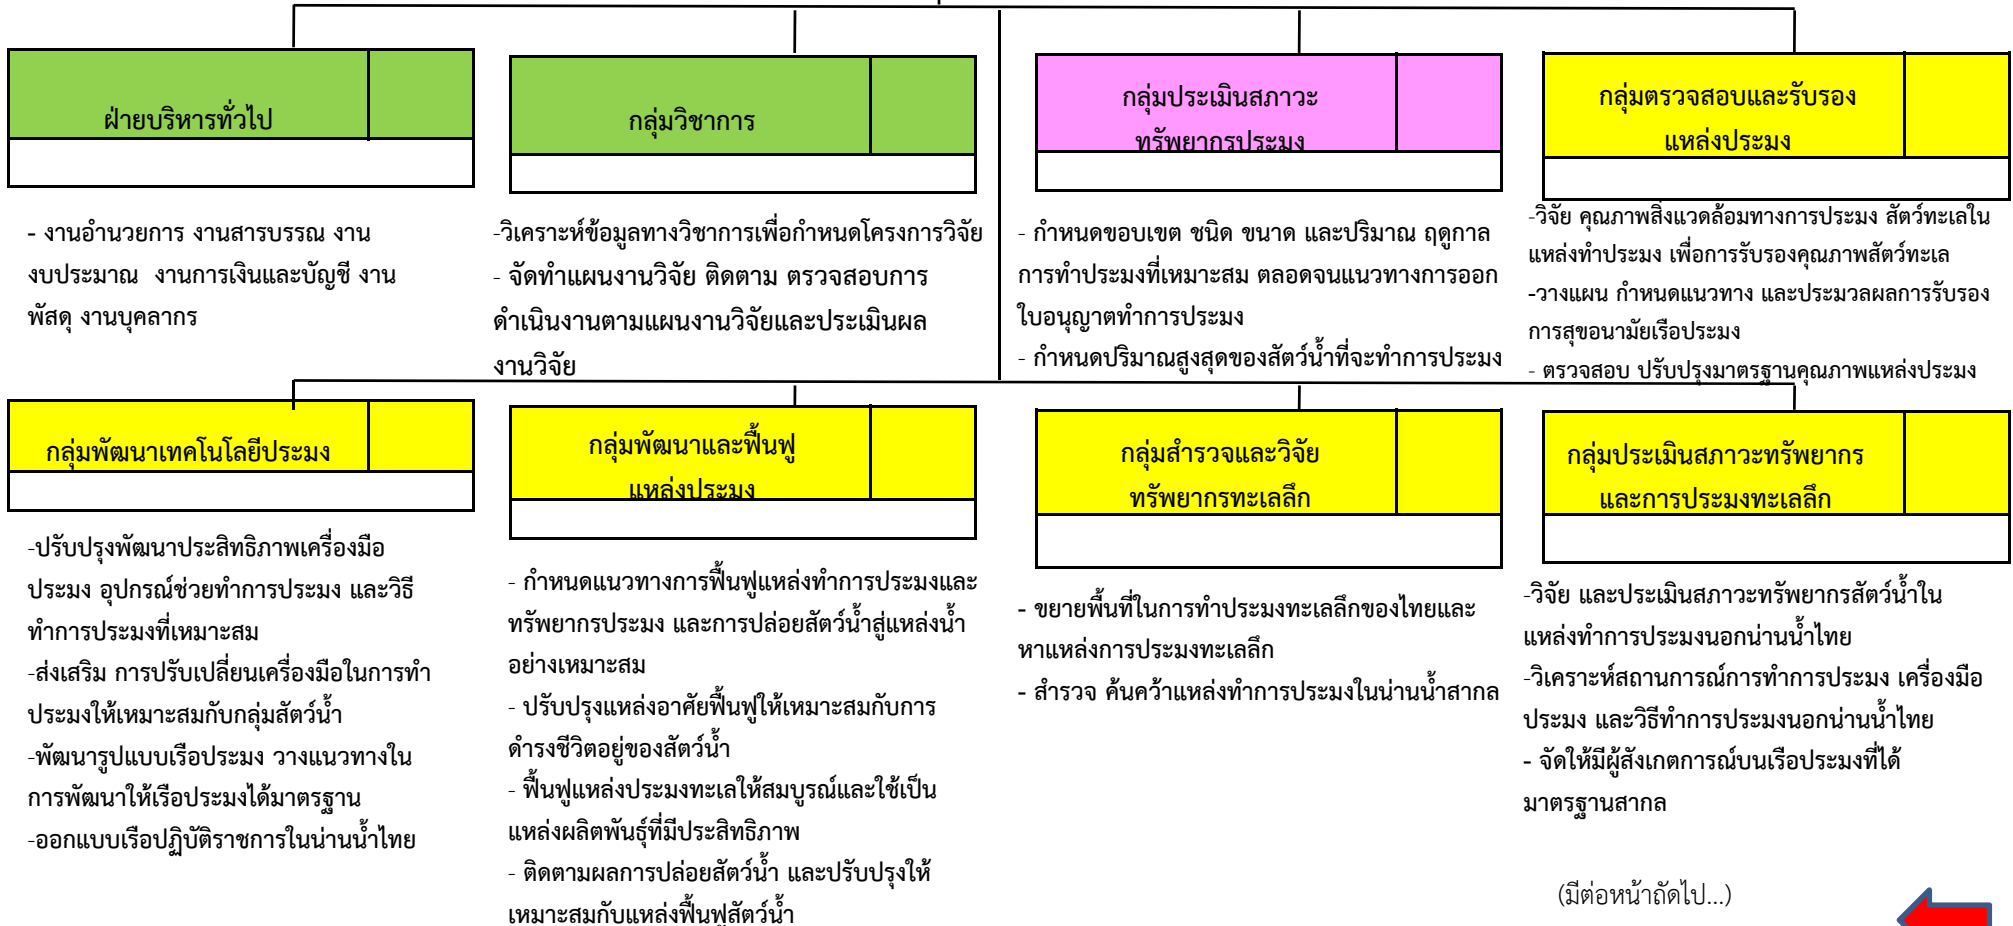 ฝ่ายบริหารทั่วไป
- งานอำนวยการ งานสารบรรณ งาน
งบประมาณ งานการเงินและบัญชี งาน
พัสดุ งานบุคลากร
กลุ่มวิชาการ
-วิเคราะห์ข้อมูลทางวิชาการเพื่อกำหนดโครงการวิจัย
- จัดทำแผนงานวิจัย ติดตาม ตรวจสอบการ
ดำเนินงานตามแผนงานวิจัยและประเมินผล
งานวิจัย
กลุ่มประเมินสภาวะ
ทรัพยากรประมง
- กำหนดขอบเขต ชนิด ขนาด และปริมาณ ฤดูกาล
การทำประมงที่เหมาะสม ตลอดจนแนวทางการออก
ใบอนุญาตทำการประมง
- กำหนดปริมาณสูงสุดของสัตว์น้ำที่จะทำการประมง
กลุ่มตรวจสอบและรับรอง
แหล่งประมง
-วิจัย คุณภาพสิ่งแวดล้อมทางการประมง สัตว์ทะเลใน
แหล่งทำประมง เพื่อการรับรองคุณภาพสัตว์ทะเล
-วางแผน กำหนดแนวทาง และประมวลผลการรับรอง
การสุขอนามัยเรือประมง
- ตรวจสอบ ปรับปรุงมาตรฐานคุณภาพแหล่งประมง
กลุ่มพัฒนาเทคโนโลยีประมง
-ปรับปรุงพัฒนาประสิทธิภาพเครื่องมือ
ประมง อุปกรณ์ช่วยทำการประมง และวิธี
ทำการประมงที่เหมาะสม
-ส่งเสริม การปรับเปลี่ยนเครื่องมือในการทำ
ประมงให้เหมาะสมกับกลุ่มสัตว์น้ำ
-พัฒนารูปแบบเรือประมง วางแนวทางใน
การพัฒนาให้เรือประมงได้มาตรฐาน
-ออกแบบเรือปฏิบัติราชการในน่านน้ำไทย
กลุ่มพัฒนาและฟื้นฟู
แหล่งประมง
- กำหนดแนวทางการฟื้นฟูแหล่งทำการประมงและ
ทรัพยากรประมง และการปล่อยสัตว์น้ำสู่แหล่งน้ำ
อย่างเหมาะสม
- ปรับปรุงแหล่งอาศัยฟื้นฟูให้เหมาะสมกับการ
ดำรงชีวิตอยู่ของสัตว์น้ำ
- ฟื้นฟูแหล่งประมงทะเลให้สมบูรณ์และใช้เป็น
แหล่งผลิตพันธุ์ที่มีประสิทธิภาพ
- ติดตามผลการปล่อยสัตว์น้ำ และปรับปรุงให้
เหมาะสมกับแหล่งฟื้นฟูสัตว์น้ำ
กลุ่มสำรวจและวิจัย
ทรัพยากรทะเลลึก
- ขยายพื้นที่ในการทำประมงทะเลลึกของไทยและ
หาแหล่งการประมงทะเลลึก
- สำรวจ ค้นคว้าแหล่งทำการประมงในน่านน้ำสากล
กลุ่มประเมินสภาวะทรัพยากร
และการประมงทะเลลึก
-วิจัย และประเมินสภาวะทรัพยากรสัตว์น้ำใน
แหล่งทำการประมงนอกน่านน้ำไทย
-วิเคราะห์สถานการณ์การทำการประมง เครื่องมือ
ประมง และวิธีทำการประมงนอกน่านน้ำไทย
- จัดให้มีผู้สังเกตการณ์บนเรือประมงที่ได้
มาตรฐานสากล
(มีต่อหน้าถัดไป...)